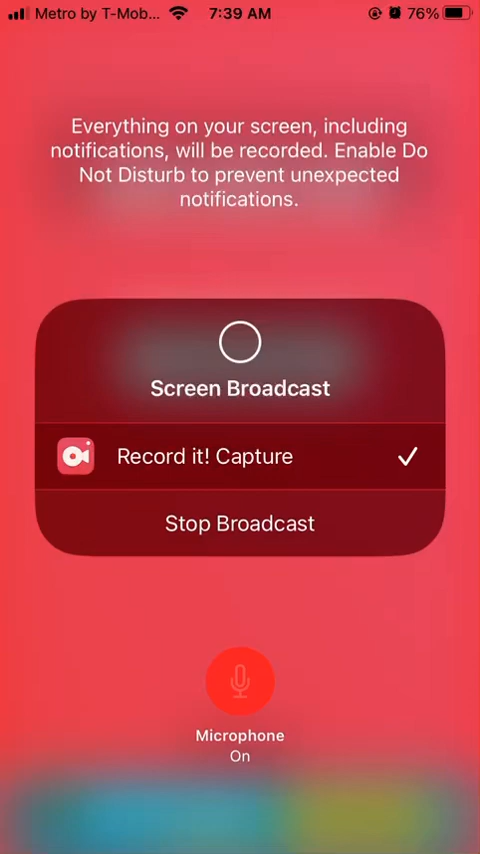 Metro by T-Mob... 7:39 AM 76%
Everything on your screen, including
notifications, will be recorded. Enable Do
Not Disturb to prevent unexpected
notifications.
Screen Broadcast
Record it! Capture
Stop Broadcast
Microphone
On